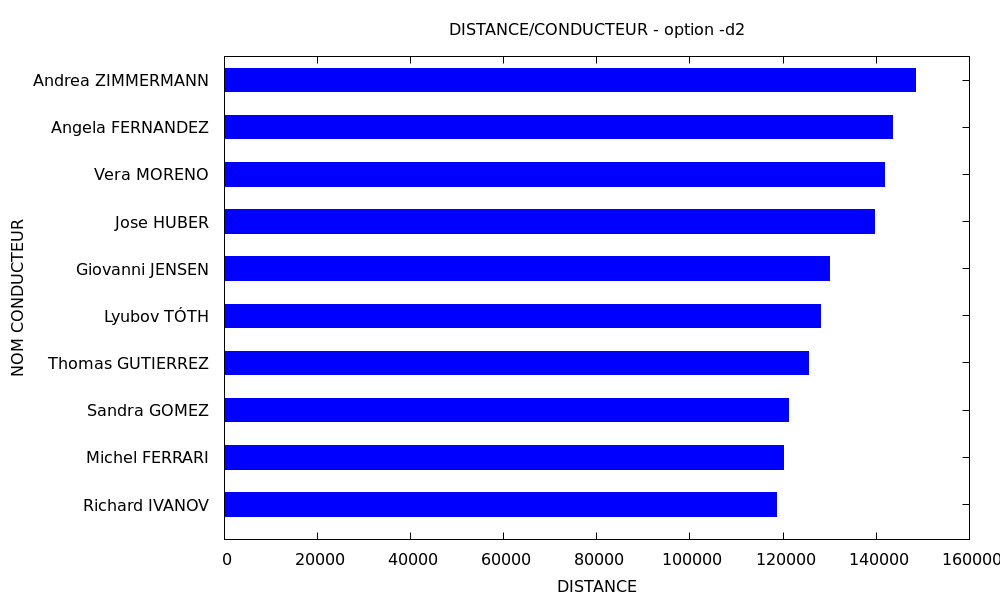 DISTANCE/CONDUCTEUR - option -d2
Andrea ZIMMERMANN
Angela FERNANDEZ
Vera MORENO
Jose HUBER
Giovanni JENSEN
Lyubov TÓTH
Thomas GUTIERREZ
Sandra GOMEZ
Michel FERRARI
Richard IVANOV
NOM CONDUCTEUR
0 20000 40000 60000 80000 100000 120000 140000 160000
DISTANCE